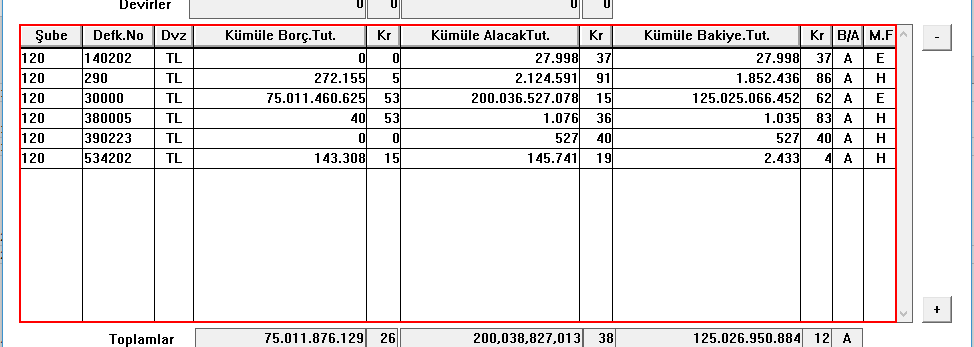 Devirler 0 0 0 0
Şube Defk.No Dvz Kümüle Borç.Tut. Kr Kümüle AlacakTut. Kr Kümüle Bakiye.Tut. Kr B/A M.F
120 140202 TL 0 0 27.998 37 27.998 37 A E
120 290 TL 272.155 5 2.124.591 91 1.852.436 86 A H
120 30000 TL 75.011.460.625 53 200.036.527.078 15 125.025.066.452 62 A E
120 380005 TL 40 53 1.076 36 1.035 83 A H
120 390223 TL 0 0 527 40 527 40 A H
120 534202 TL 143.308 15 145.741 19 2.433 4 A H
-
+
Toplamlar 75.011.876.129 26 200,038,827,013 38 125.026.950.884 12 A